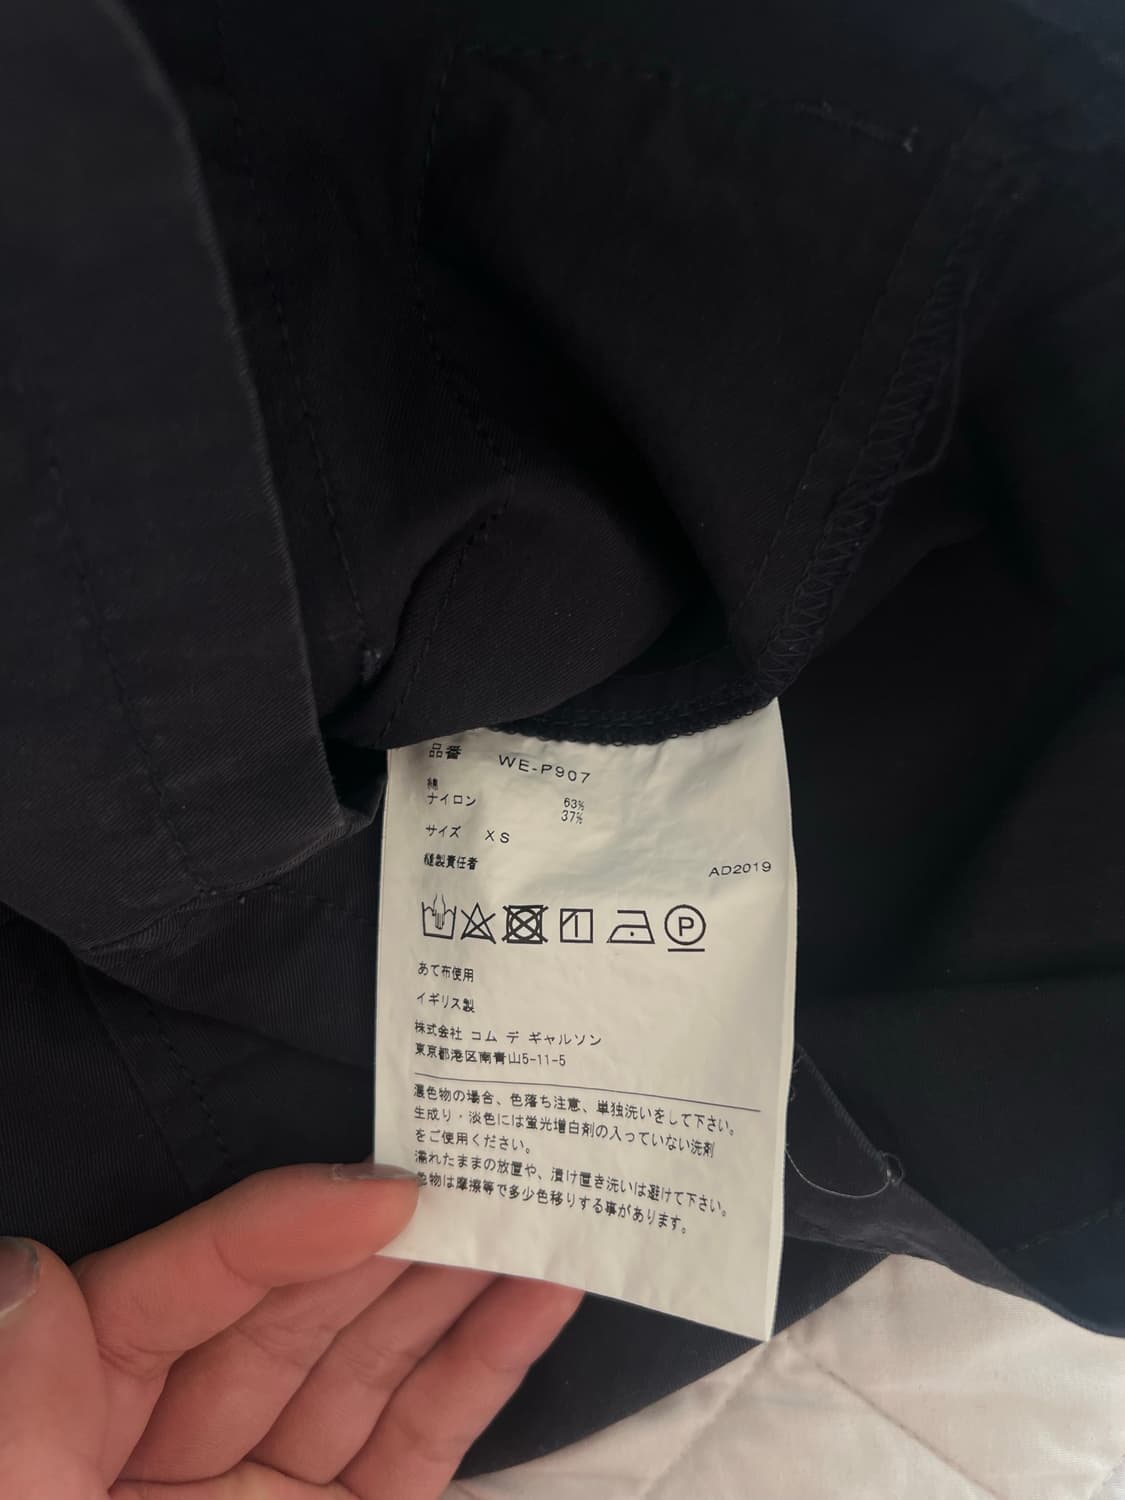 品番 WE-P907
綿 63%
ナイロン 37%
サイズ XS
縫製責任者 AD2019
P
あて布使用
イギリス製
株式会社 コム デ ギャルソン
東京都港区南青山5-11-5
濃色物の場合、色落ち注意、単独洗いをして下さい。
生成り・淡色には蛍光増白剤の入っていない洗剤
をご使用ください。
濡れたままの放置や、漬け置き洗いは避けて下さい。
色物は摩擦等で多少色移りする事があります。